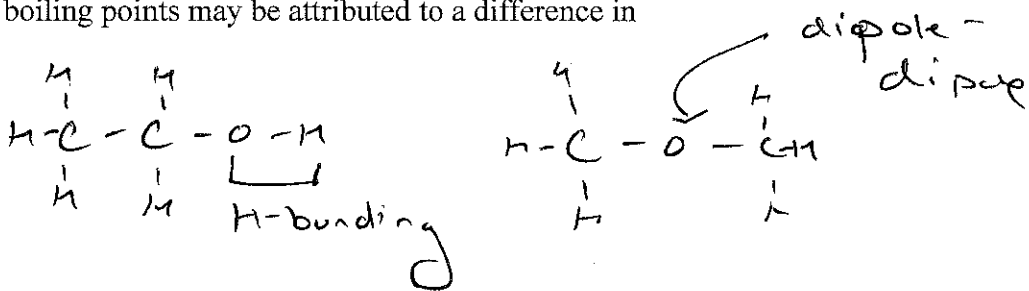 boiling points may be attributed to a difference in
dipole-
dipole
H H
H-C-C-O-H
H H
H-bonding
H H
H-C-O-C-H
H H